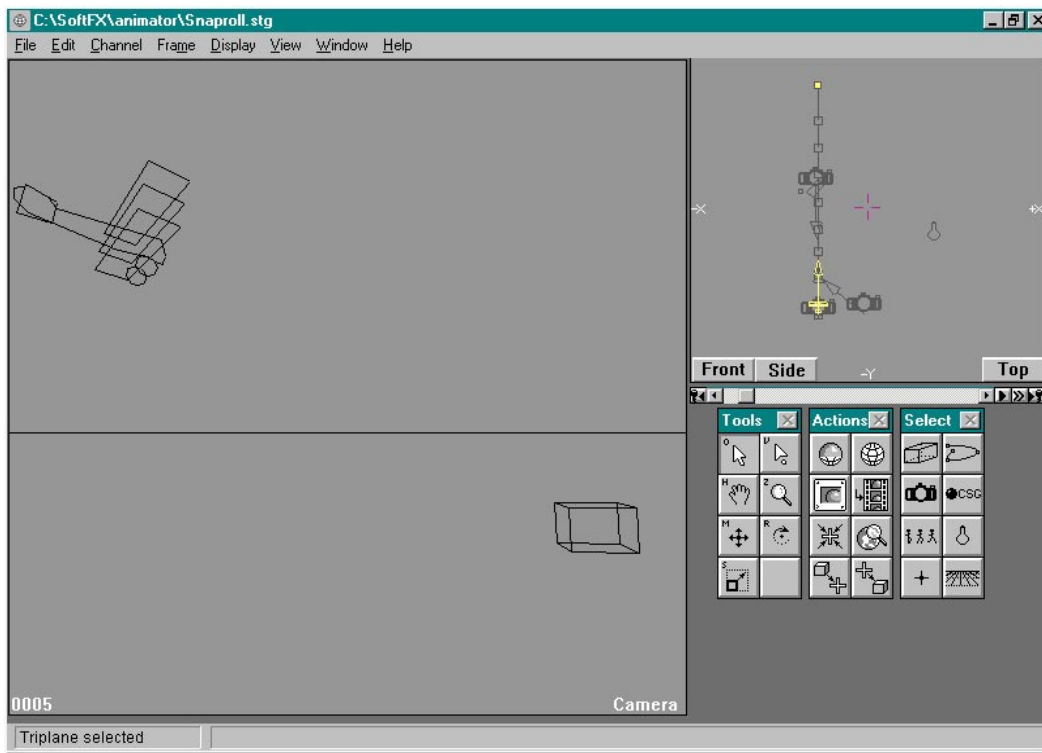 C:\SoftFX\animator\Snaproll.stg
File Edit Channel Frame Display View Window Help
-X
+X
-Y
Front Side Top
Tools Actions Select
O V
H Z
CSG
M R
S
0005 Camera
Triplane selected